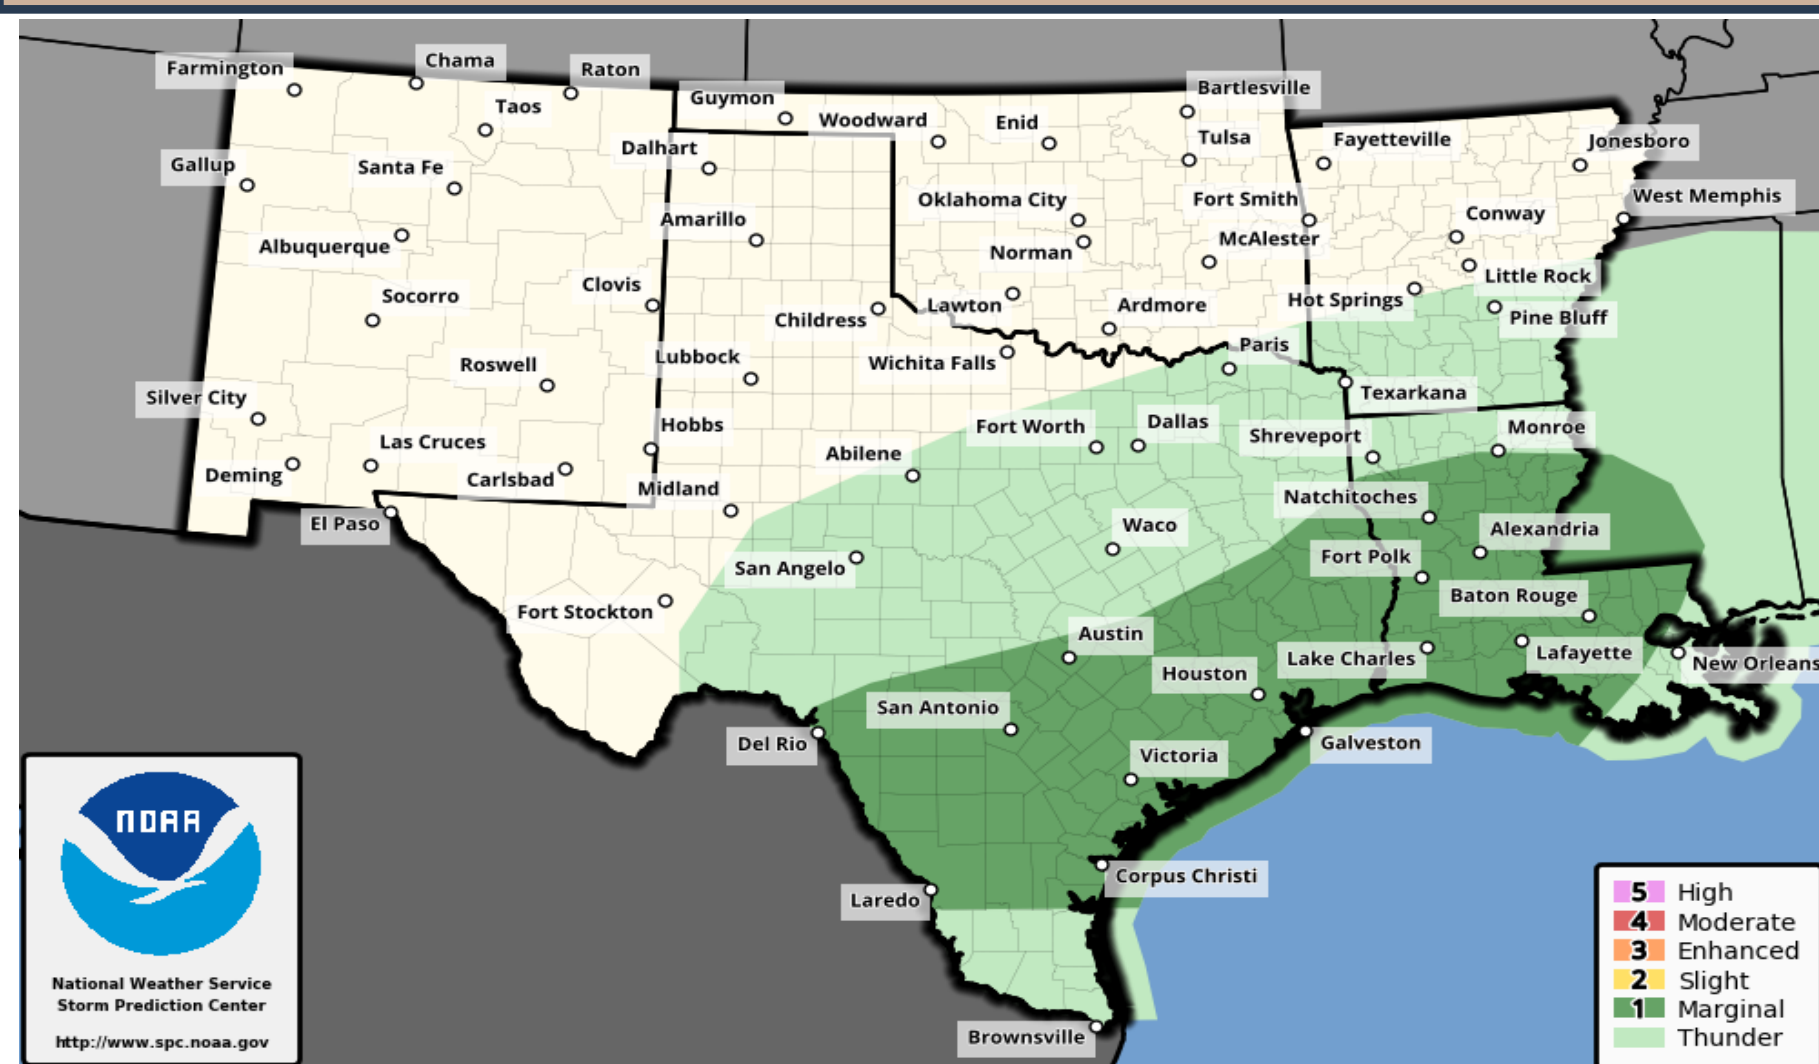 Farmington
Chama
Raton
Guymon
Bartlesville
Taos
Woodward
Enid
Tulsa
Fayetteville
Jonesboro
Gallup
Santa Fe
Dalhart
Oklahoma City
Fort Smith
West Memphis
Amarillo
Conway
Albuquerque
Norman
McAlester
Socorro
Clovis
Little Rock
Childress
Lawton
Ardmore
Hot Springs
Pine Bluff
Roswell
Lubbock
Wichita Falls
Paris
Silver City
Texarkana
Las Cruces
Hobbs
Fort Worth
Dallas
Shreveport
Monroe
Deming
Carlsbad
Midland
Abilene
Natchitoches
El Paso
Waco
Alexandria
San Angelo
Fort Polk
Fort Stockton
Baton Rouge
Austin
Lake Charles
Lafayette
New Orleans
Houston
San Antonio
Del Rio
Galveston
Victoria
Laredo
Corpus Christi
Brownsville
NOAA
National Weather Service
Storm Prediction Center
http://www.spc.noaa.gov
5 High
4 Moderate
3 Enhanced
2 Slight
1 Marginal
Thunder